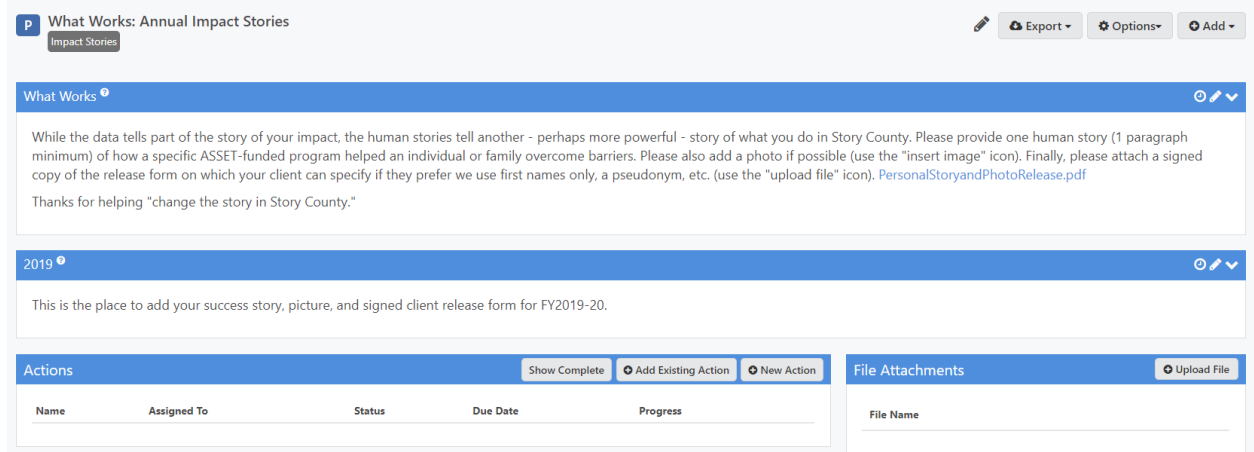 P What Works: Annual Impact Stories
Impact Stories
Export Options Add
What Works ?
While the data tells part of the story of your impact, the human stories tell another - perhaps more powerful - story of what you do in Story County. Please provide one human story (1 paragraph
minimum) of how a specific ASSET-funded program helped an individual or family overcome barriers. Please also add a photo if possible (use the "insert image" icon). Finally, please attach a signed
copy of the release form on which your client can specify if they prefer we use first names only, a pseudonym, etc. (use the "upload file" icon). PersonalStoryandPhotoRelease.pdf
Thanks for helping "change the story in Story County."
2019 ?
This is the place to add your success story, picture, and signed client release form for FY2019-20.
Actions Show Complete Add Existing Action New Action
Name Assigned To Status Due Date Progress
File Attachments Upload File
File Name